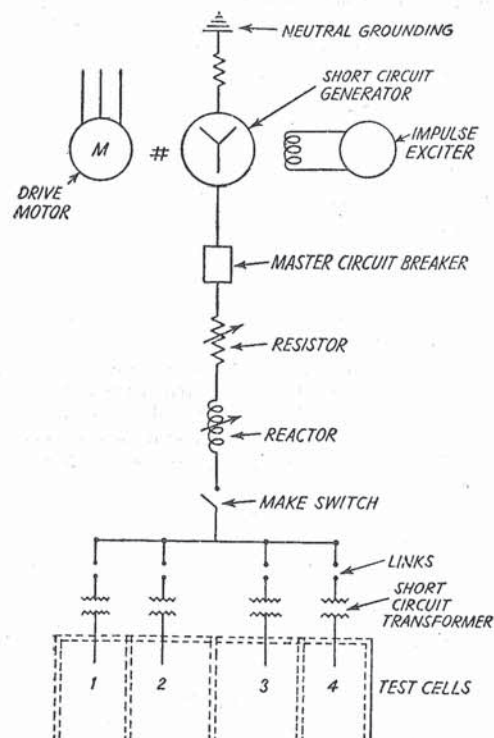 NEUTRAL GROUNDING
SHORT CIRCUIT
GENERATOR
M
#
IMPULSE
EXCITER
DRIVE
MOTOR
MASTER CIRCUIT BREAKER
RESISTOR
REACTOR
MAKE SWITCH
LINKS
SHORT
CIRCUIT
TRANSFORMER
1 2 3 4 TEST CELLS